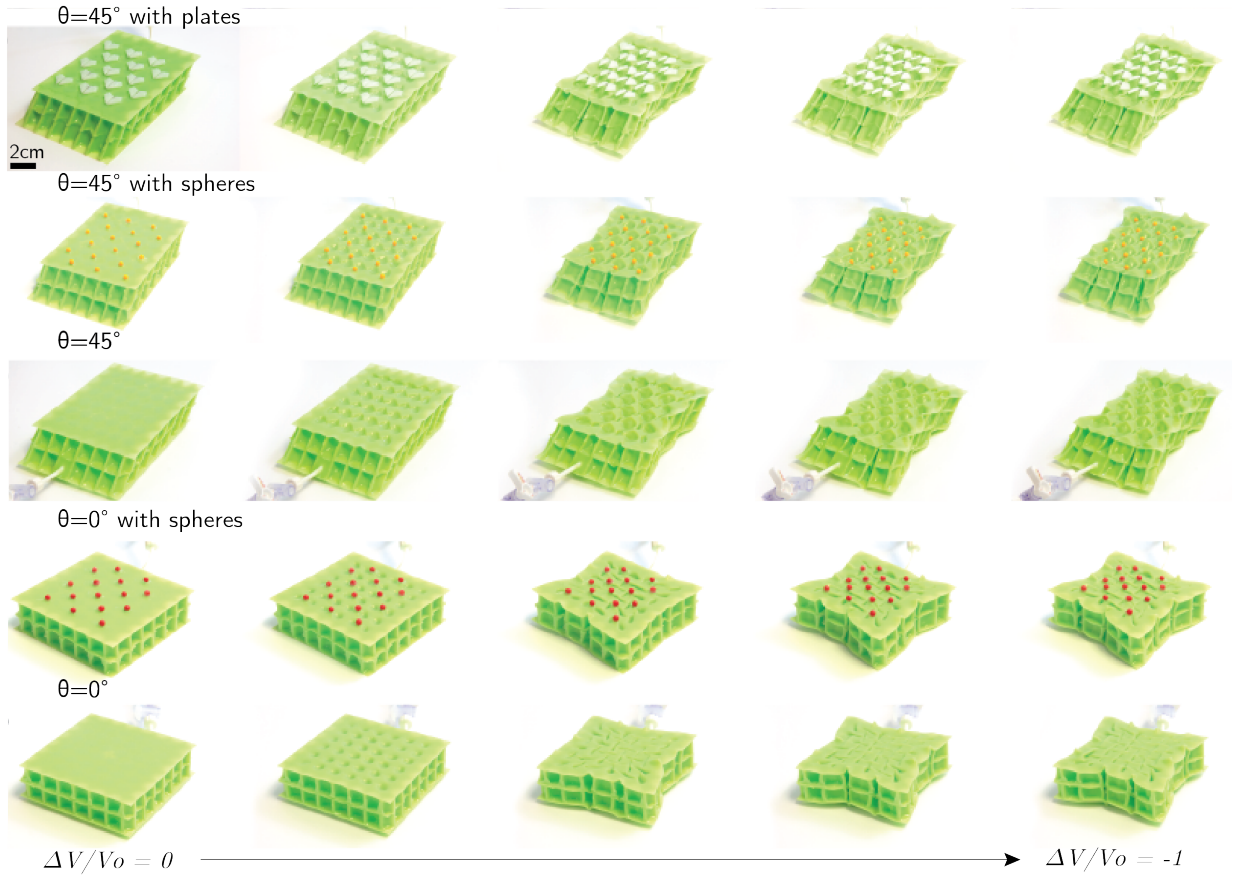 θ=45° with plates
2cm
θ=45° with spheres
θ=45°
θ=0° with spheres
θ=0°
ΔV/Vo = 0
ΔV/Vo = -1